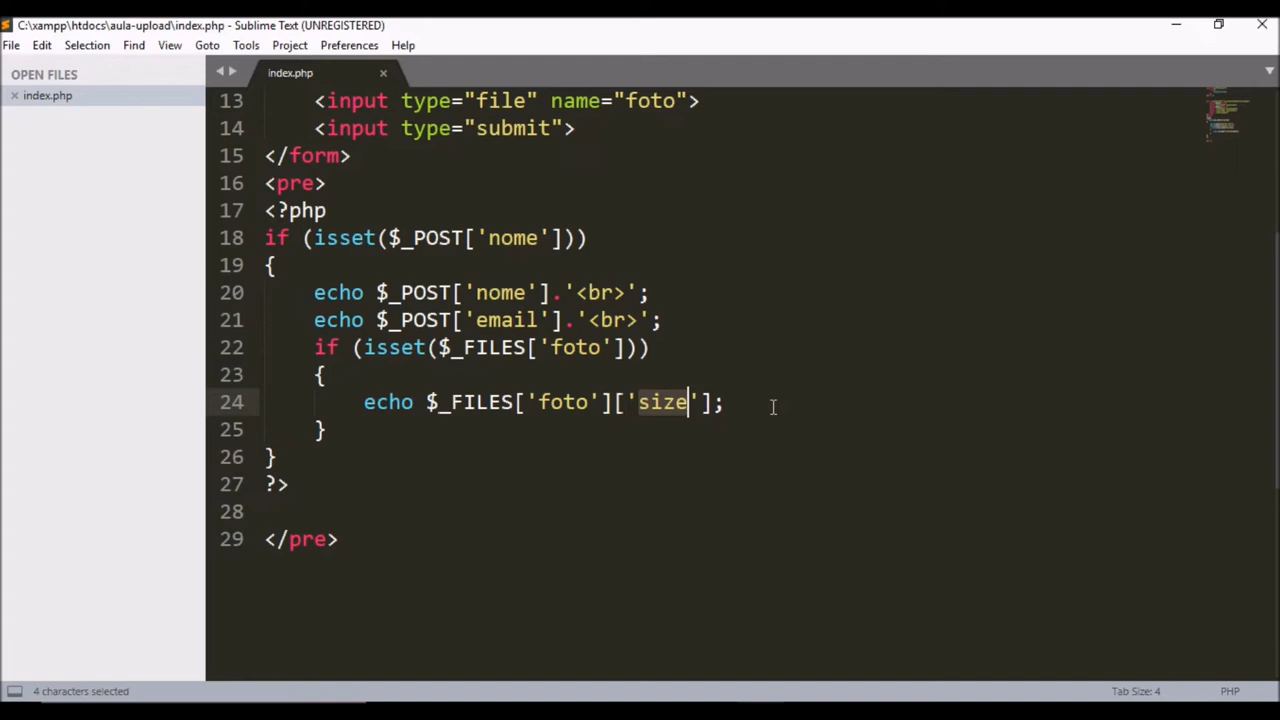 C:\xampp\htdocs\aula-upload\index.php - Sublime Text (UNREGISTERED)
File Edit Selection Find View Goto Tools Project Preferences Help
OPEN FILES
index.php
index.php
13 <input type="file" name="foto">
14 <input type="submit">
15 </form>
16 <pre>
17 <?php
18 if (isset($_POST['nome']))
19 {
20 echo $_POST['nome'].'<br>';
21 echo $_POST['email'].'<br>';
22 if (isset($_FILES['foto']))
23 {
24 echo $_FILES['foto']['size'];
25 }
26 }
27 ?>
28
29 </pre>
4 characters selected Tab Size: 4 PHP